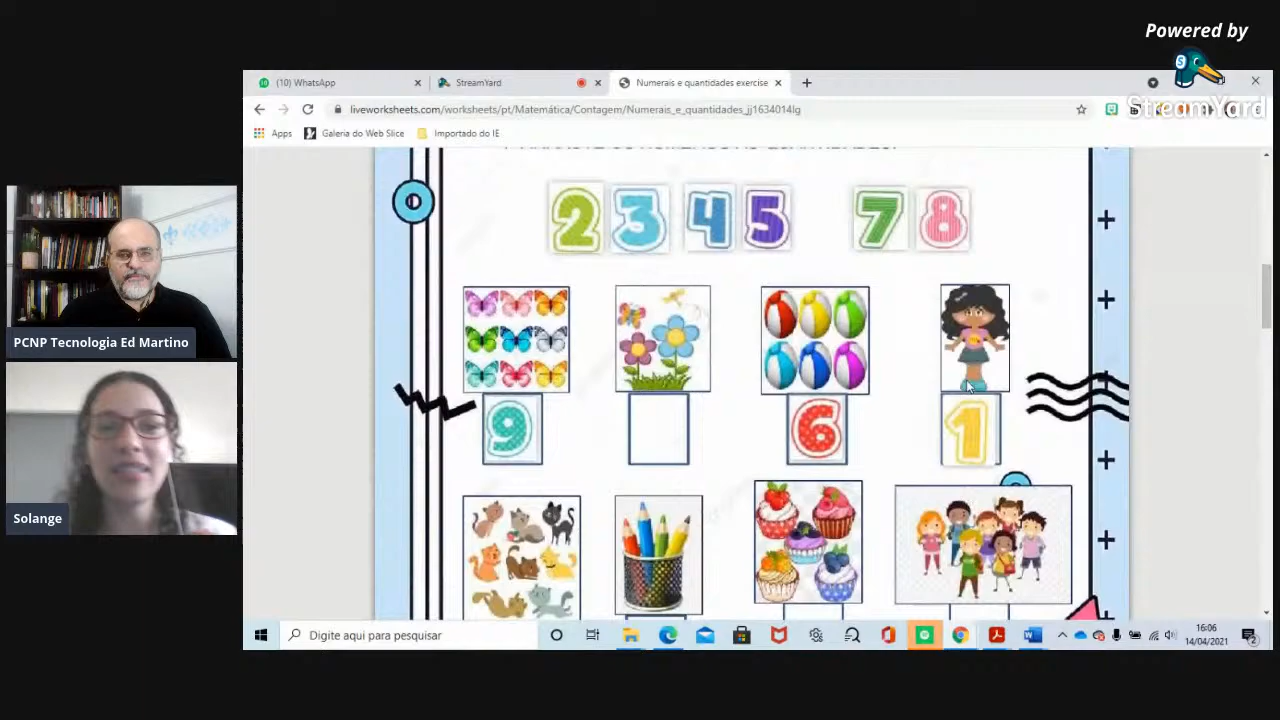 Powered by
StreamYard
(10) WhatsApp
StreamYard
Numerais e quantidades exercise
liveworksheets.com/worksheets/pt/Matemática/Contagem/Numerais_e_quantidades_jj1634014lg
Apps
Galeria do Web Slice
Importado do IE
2 3 4 5 7 8
9 6 1
PCNP Tecnologia Ed Martino
Solange
Digite aqui para pesquisar
16:06
14/04/2021
2